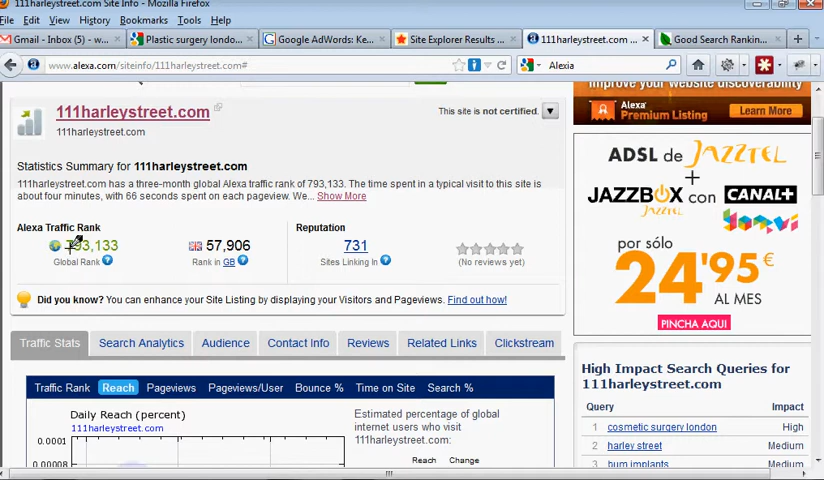 111harleystreet.com Site Info - Mozilla Firefox
File Edit View History Bookmarks Tools Help
Gmail - Inbox (5) - w...
Plastic surgery londo...
Google AdWords: Ke...
Site Explorer Results ...
111harleystreet.com ...
Good Search Rankin...
www.alexa.com/siteinfo/111harleystreet.com#
Alexia
111harleystreet.com
This site is not certified.
111harleystreet.com
Statistics Summary for 111harleystreet.com
111harleystreet.com has a three-month global Alexa traffic rank of 793,133. The time spent in a typical visit to this site is
about four minutes, with 66 seconds spent on each pageview. We... Show More
Alexa Traffic Rank
Reputation
793,133
57,906
731
Global Rank ?
Rank in GB ?
Sites Linking In ?
(No reviews yet)
Did you know? You can enhance your Site Listing by displaying your Visitors and Pageviews. Find out how!
Traffic Stats
Search Analytics
Audience
Contact Info
Reviews
Related Links
Clickstream
Traffic Rank Reach Pageviews Pageviews/User Bounce % Time on Site Search %
Daily Reach (percent)
111harleystreet.com
0.0001
0.00008
Estimated percentage of global
internet users who visit
111harleystreet.com:
Reach Change
improve your website
Alexa
Premium Listing
Learn More
ADSL de JAZZTEL
+
JAZZBOX con CANAL+
JAZZTEL
yomvi
por sólo
24'95 €
AL MES
PINCHA AQUI
High Impact Search Queries for
111harleystreet.com
Query Impact
1 cosmetic surgery london High
2 harley street Medium
3 bum implants Medium